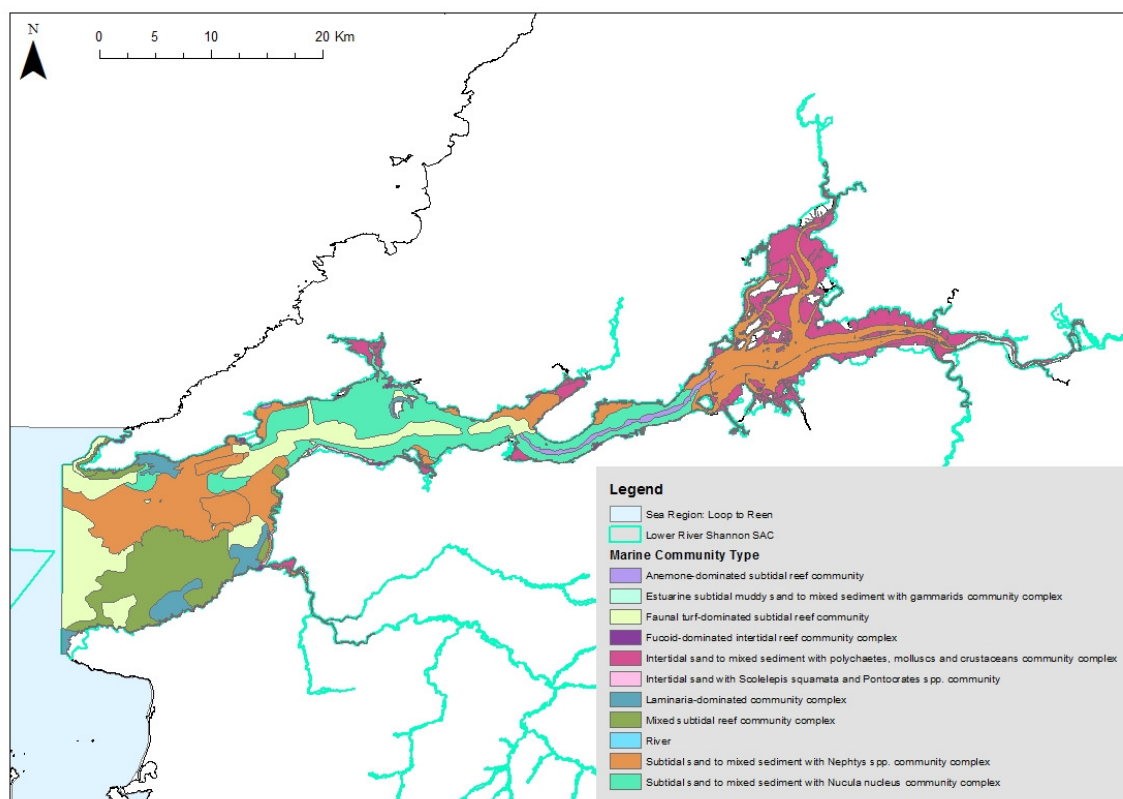 N
0 5 10 20 Km
Legend
Sea Region: Loop to Reen
Lower River Shannon SAC
Marine Community Type
Anemone-dominated subtidal reef community
Estuarine subtidal muddy sand to mixed sediment with gammarids community complex
Faunal turf-dominated subtidal reef community
Fucoid-dominated intertidal reef community complex
Intertidal sand to mixed sediment with polychaetes, molluscs and crustaceans community complex
Intertidal sand with Scolelepis squamata and Pontocrates spp. community
Laminaria-dominated community complex
Mixed subtidal reef community complex
River
Subtidal sand to mixed sediment with Nephtys spp. community complex
Subtidal sand to mixed sediment with Nucula nucleus community complex